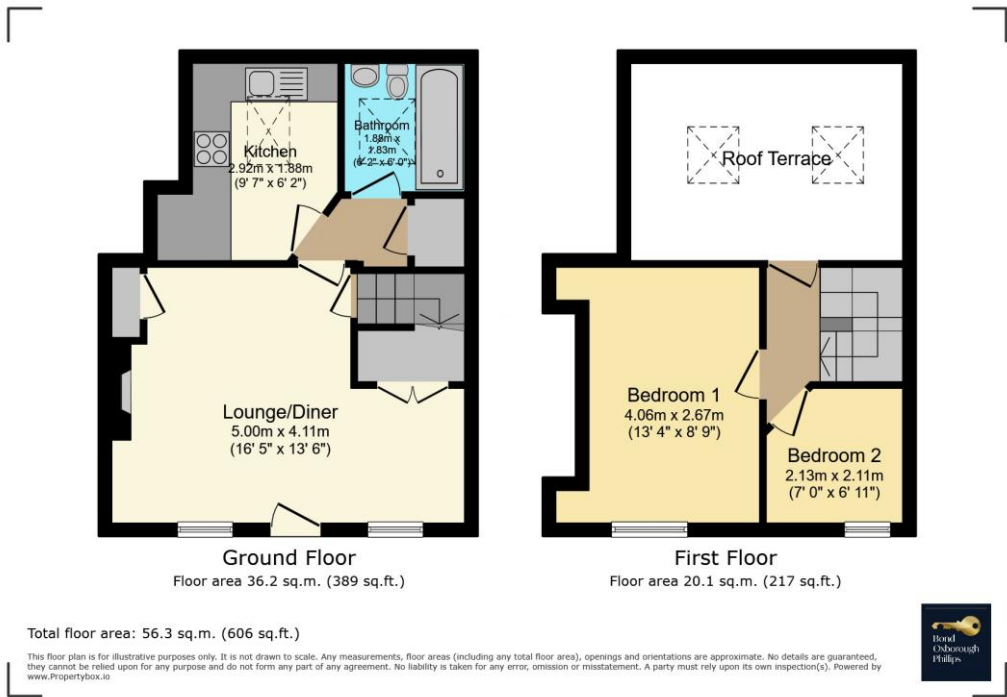 Kitchen
2.92m x 1.88m
(9' 7" x 6' 2")
Bathroom
1.88m x
1.83m
(6' 2" x 6' 0")
Lounge/Diner
5.00m x 4.11m
(16' 5" x 13' 6")
Ground Floor
Floor area 36.2 sq.m. (389 sq.ft.)
Roof Terrace
Bedroom 1
4.06m x 2.67m
(13' 4" x 8' 9")
Bedroom 2
2.13m x 2.11m
(7' 0" x 6' 11")
First Floor
Floor area 20.1 sq.m. (217 sq.ft.)
Total floor area: 56.3 sq.m. (606 sq.ft.)
This floor plan is for illustrative purposes only. It is not drawn to scale. Any measurements, floor areas (including any total floor area), openings and orientations are approximate. No details are guaranteed,
they cannot be relied upon for any purpose and do not form any part of any agreement. No liability is taken for any error, omission or misstatement. A party must rely upon its own inspection(s). Powered by
www.Propertybox.io
Bond
Oxborough
Phillips